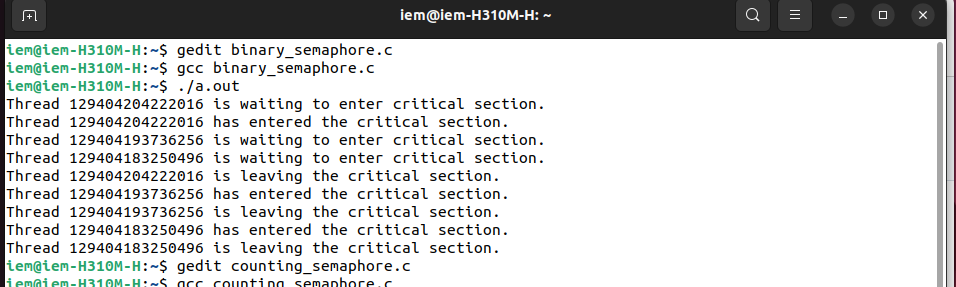 iem@iem-H310M-H: ~
iem@iem-H310M-H:~$ gedit binary_semaphore.c
iem@iem-H310M-H:~$ gcc binary_semaphore.c
iem@iem-H310M-H:~$ ./a.out
Thread 129404204222016 is waiting to enter critical section.
Thread 129404204222016 has entered the critical section.
Thread 129404193736256 is waiting to enter critical section.
Thread 129404183250496 is waiting to enter critical section.
Thread 129404204222016 is leaving the critical section.
Thread 129404193736256 has entered the critical section.
Thread 129404193736256 is leaving the critical section.
Thread 129404183250496 has entered the critical section.
Thread 129404183250496 is leaving the critical section.
iem@iem-H310M-H:~$ gedit counting_semaphore.c
iem@iem-H310M-H:~$ gcc counting_semaphore.c